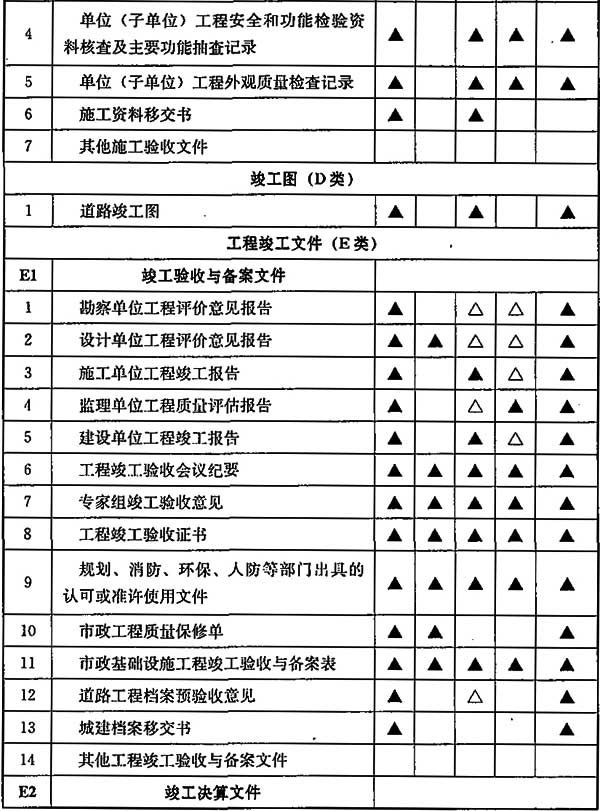 4 单位（子单位）工程安全和功能检验资 ▲ ▲ ▲ ▲
料核查及主要功能抽查记录
5 单位（子单位）工程外观质量检查记录 ▲ ▲ ▲ ▲
6 施工资料移交书 ▲ ▲
7 其他施工验收文件
竣工图（D类）
1 道路竣工图 ▲ ▲ ▲
工程竣工文件（E类）
E1 竣工验收与备案文件
1 勘察单位工程评价意见报告 ▲ △ △ ▲
2 设计单位工程评价意见报告 ▲ ▲ △ △ ▲
3 施工单位工程竣工报告 ▲ ▲ △ ▲
4 监理单位工程质量评估报告 ▲ △ ▲ ▲
5 建设单位工程竣工报告 ▲ ▲ △ ▲
6 工程竣工验收会议纪要 ▲ ▲ ▲ ▲ ▲
7 专家组竣工验收意见 ▲ ▲ ▲ ▲ ▲
8 工程竣工验收证书 ▲ ▲ ▲ ▲ ▲
9 规划、消防、环保、人防等部门出具的 ▲ ▲ ▲ ▲ ▲
认可或准许使用文件
10 市政工程质量保修单 ▲ ▲ ▲
11 市政基础设施工程竣工验收与备案表 ▲ ▲ ▲ ▲ ▲
12 道路工程档案预验收意见 ▲ △ ▲
13 城建档案移交书 ▲ ▲
14 其他工程竣工验收与备案文件
E2 竣工决算文件